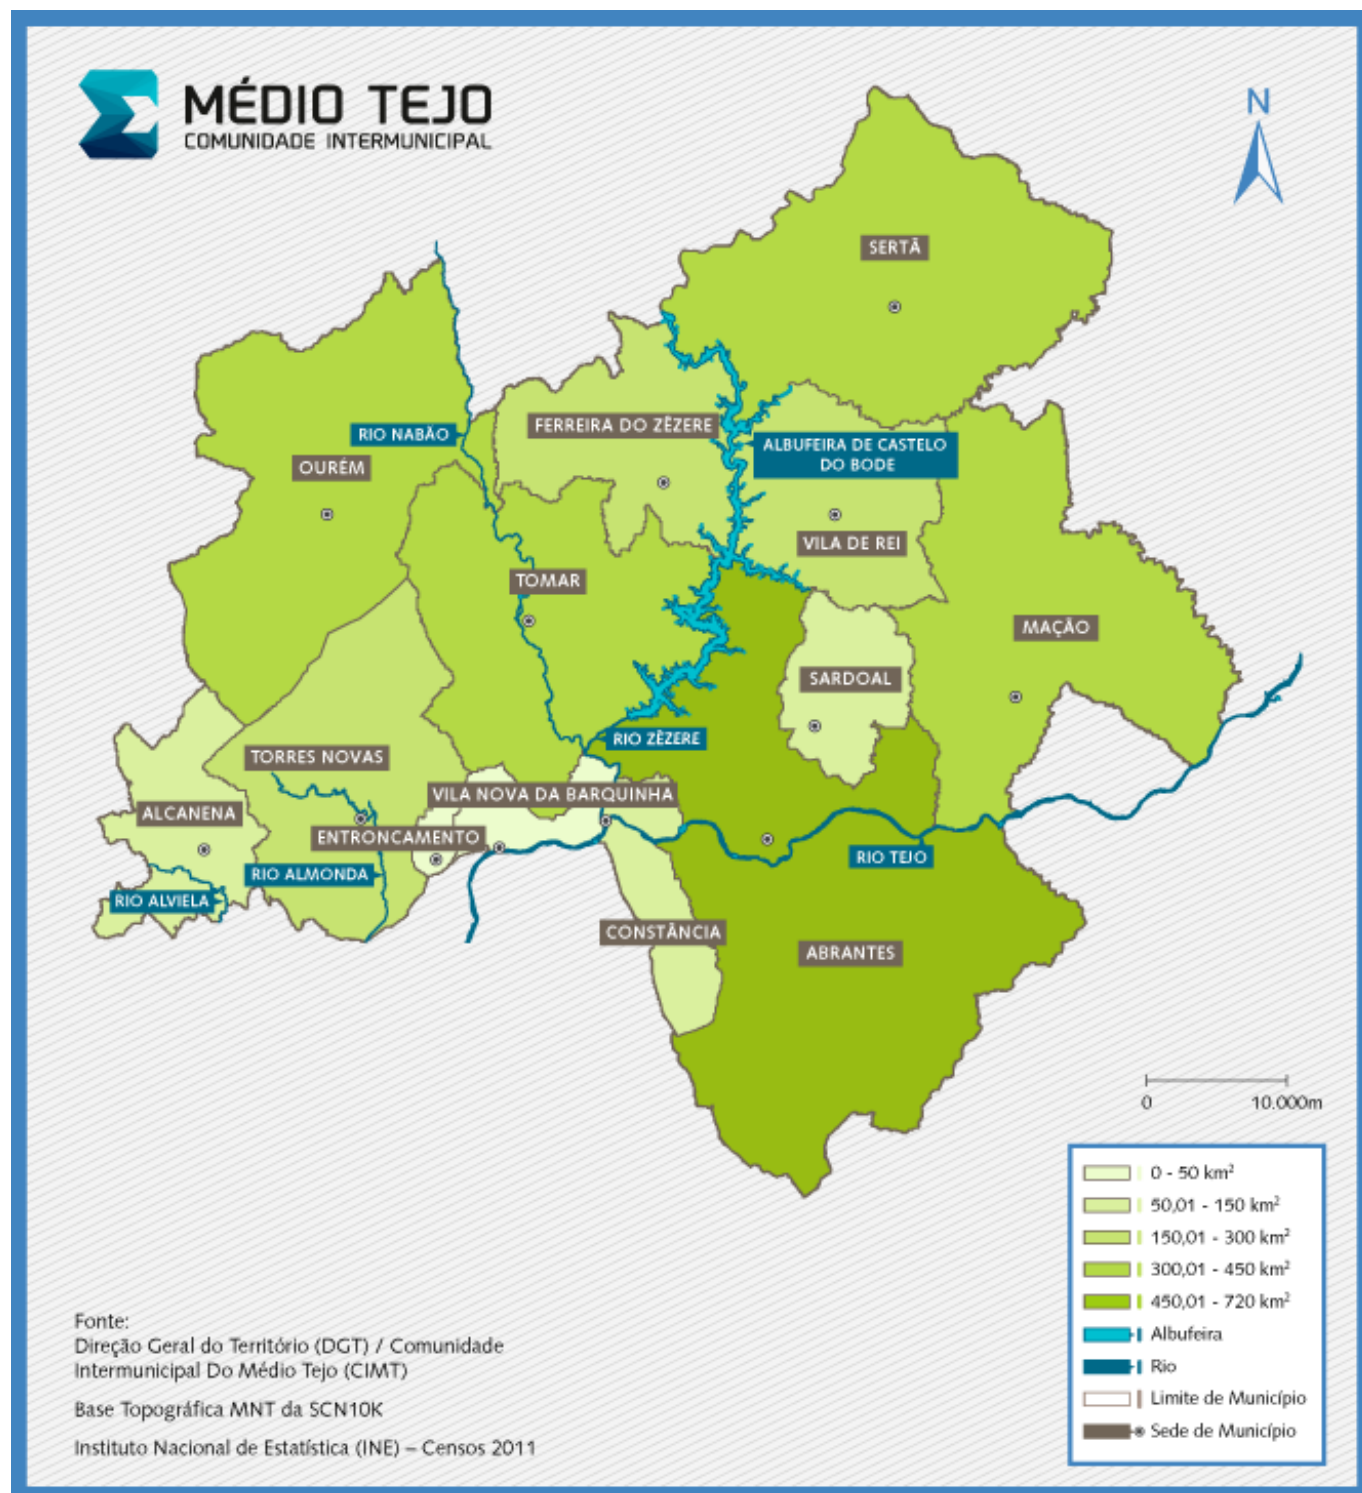 MÉDIO TEJO
COMUNIDADE INTERMUNICIPAL
N
SERTÃ
FERREIRA DO ZÊZERE
RIO NABÃO
ALBUFEIRA DE CASTELO
DO BODE
OURÉM
VILA DE REI
TOMAR
MAÇÃO
SARDOAL
RIO ZÊZERE
TORRES NOVAS
VILA NOVA DA BARQUINHA
ALCANENA
ENTRONCAMENTO
RIO TEJO
RIO ALMONDA
RIO ALVIELA
CONSTÂNCIA
ABRANTES
0 10.000m
0 - 50 km²
50,01 - 150 km²
150,01 - 300 km²
300,01 - 450 km²
450,01 - 720 km²
Albufeira
Rio
Limite de Município
Sede de Município
Fonte:
Direção Geral do Território (DGT) / Comunidade
Intermunicipal Do Médio Tejo (CIMT)
Base Topográfica MNT da SCN10K
Instituto Nacional de Estatística (INE) – Censos 2011